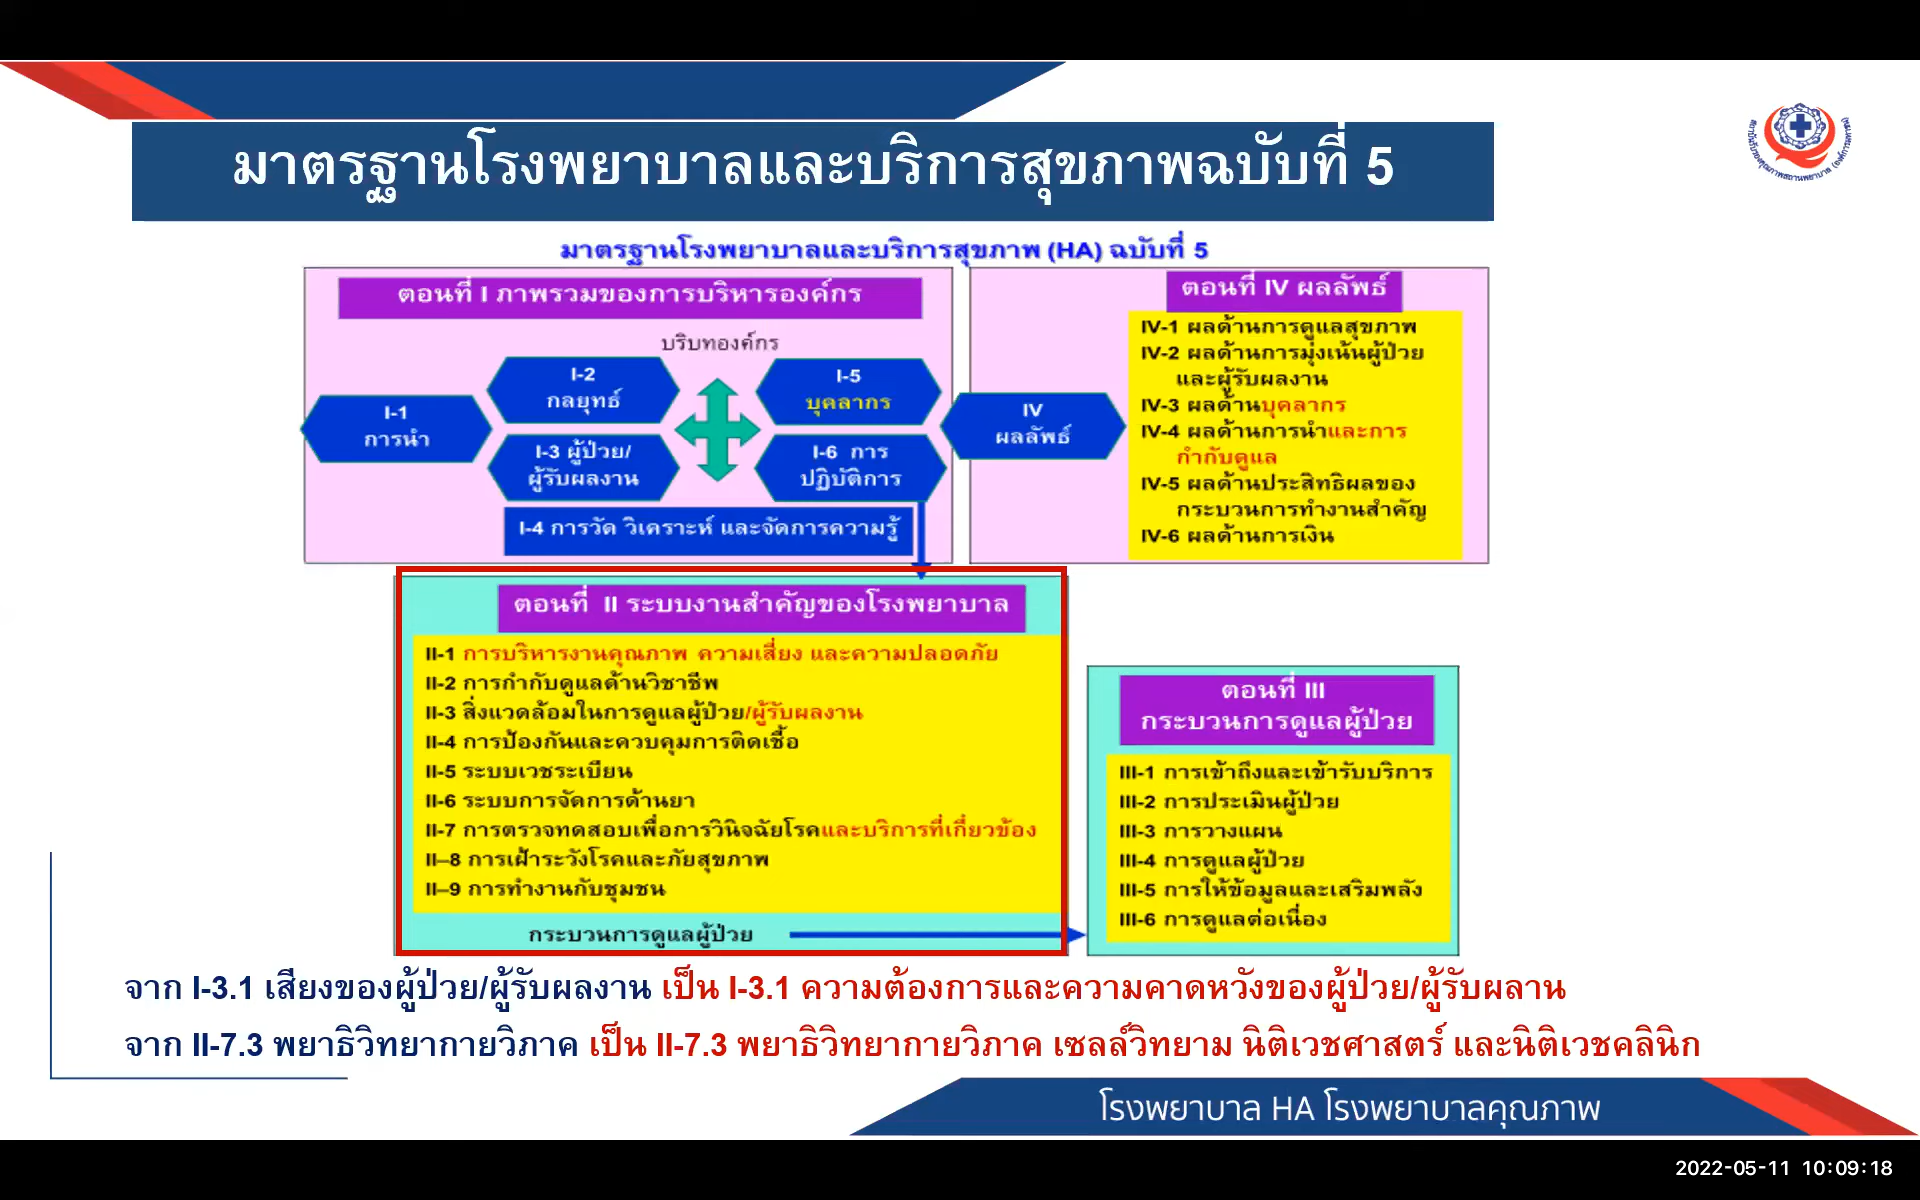 มาตรฐานโรงพยาบาลและบริการสุขภาพฉบับที่ 5
สถาบันรับรองคุณภาพสถานพยาบาล (องค์การมหาชน)
มาตรฐานโรงพยาบาลและบริการสุขภาพ (HA) ฉบับที่ 5
ตอนที่ I ภาพรวมของการบริหารองค์กร
บริบทองค์กร
I-1
การนำ
I-2
กลยุทธ์
I-3 ผู้ป่วย/
ผู้รับผลงาน
I-5
บุคลากร
I-6 การ
ปฏิบัติการ
I-4 การวัด วิเคราะห์ และจัดการความรู้
IV
ผลลัพธ์
ตอนที่ IV ผลลัพธ์
IV-1 ผลด้านการดูแลสุขภาพ
IV-2 ผลด้านการมุ่งเน้นผู้ป่วย
และผู้รับผลงาน
IV-3 ผลด้านบุคลากร
IV-4 ผลด้านการนำและการ
กำกับดูแล
IV-5 ผลด้านประสิทธิผลของ
กระบวนการทำงานสำคัญ
IV-6 ผลด้านการเงิน
ตอนที่ II ระบบงานสำคัญของโรงพยาบาล
II-1 การบริหารงานคุณภาพ ความเสี่ยง และความปลอดภัย
II-2 การกำกับดูแลด้านวิชาชีพ
II-3 สิ่งแวดล้อมในการดูแลผู้ป่วย/ผู้รับผลงาน
II-4 การป้องกันและควบคุมการติดเชื้อ
II-5 ระบบเวชระเบียน
II-6 ระบบการจัดการด้านยา
II-7 การตรวจทดสอบเพื่อการวินิจฉัยโรคและบริการที่เกี่ยวข้อง
II–8 การเฝ้าระวังโรคและภัยสุขภาพ
II–9 การทำงานกับชุมชน
กระบวนการดูแลผู้ป่วย
ตอนที่ III
กระบวนการดูแลผู้ป่วย
III-1 การเข้าถึงและเข้ารับบริการ
III-2 การประเมินผู้ป่วย
III-3 การวางแผน
III-4 การดูแลผู้ป่วย
III-5 การให้ข้อมูลและเสริมพลัง
III-6 การดูแลต่อเนื่อง
จาก I-3.1 เสียงของผู้ป่วย/ผู้รับผลงาน เป็น I-3.1 ความต้องการและความคาดหวังของผู้ป่วย/ผู้รับผลาน
จาก II-7.3 พยาธิวิทยากายวิภาค เป็น II-7.3 พยาธิวิทยากายวิภาค เซลล์วิทยาม นิติเวชศาสตร์ และนิติเวชคลินิก
โรงพยาบาล HA โรงพยาบาลคุณภาพ
2022-05-11 10:09:18